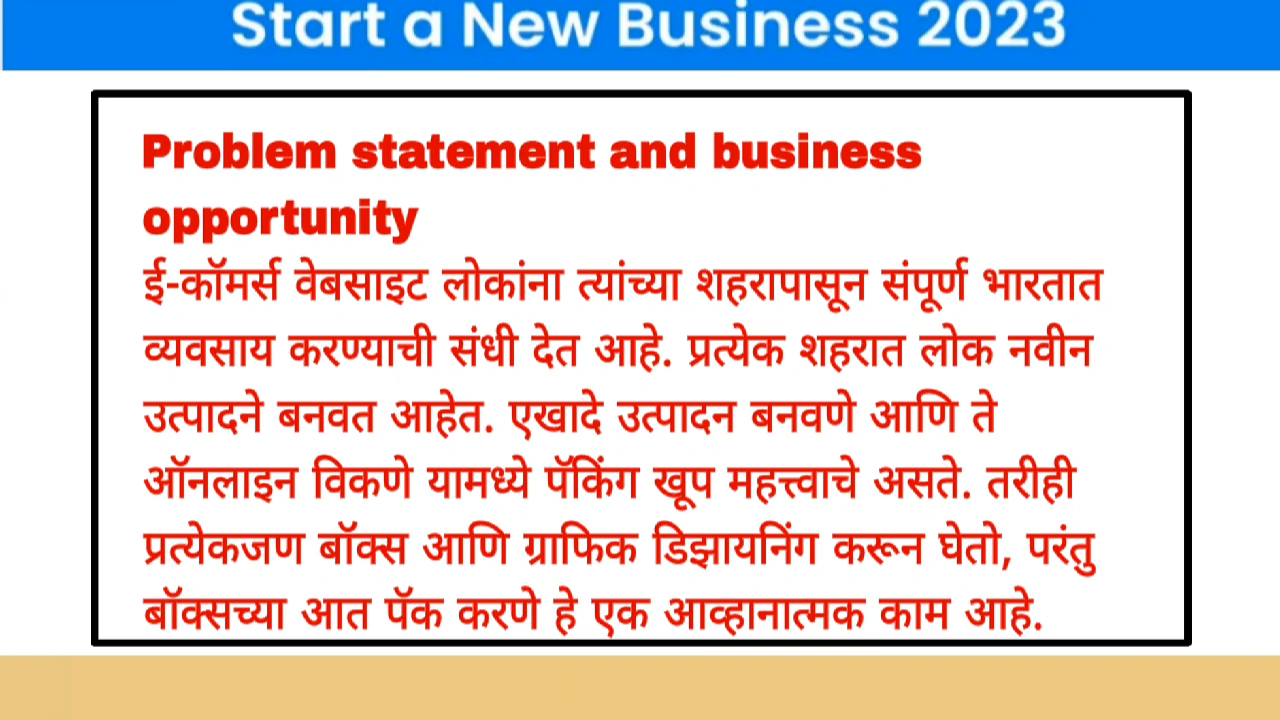 Start a New Business 2023
Problem statement and business
opportunity
ई-कॉमर्स वेबसाइट लोकांना त्यांच्या शहरापासून संपूर्ण भारतात
व्यवसाय करण्याची संधी देत आहे. प्रत्येक शहरात लोक नवीन
उत्पादने बनवत आहेत. एखादे उत्पादन बनवणे आणि ते
ऑनलाइन विकणे यामध्ये पॅकिंग खूप महत्त्वाचे असते. तरीही
प्रत्येकजण बॉक्स आणि ग्राफिक डिझायनिंग करून घेतो, परंतु
बॉक्सच्या आत पॅक करणे हे एक आव्हानात्मक काम आहे.